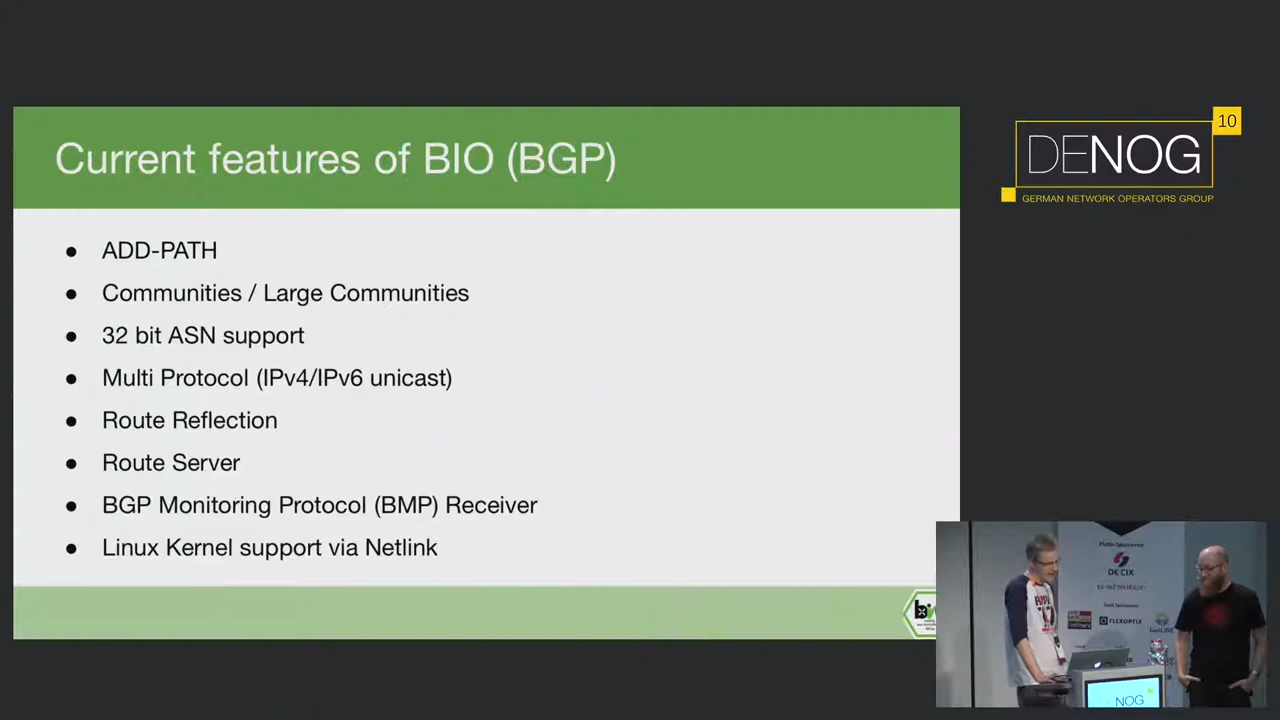 Current features of BIO (BGP)
● ADD-PATH
● Communities / Large Communities
● 32 bit ASN support
● Multi Protocol (IPv4/IPv6 unicast)
● Route Reflection
● Route Server
● BGP Monitoring Protocol (BMP) Receiver
● Linux Kernel support via Netlink
10
DENOG
GERMAN NETWORK OPERATORS GROUP
DE CIX
FLEXOPTIX
NOG